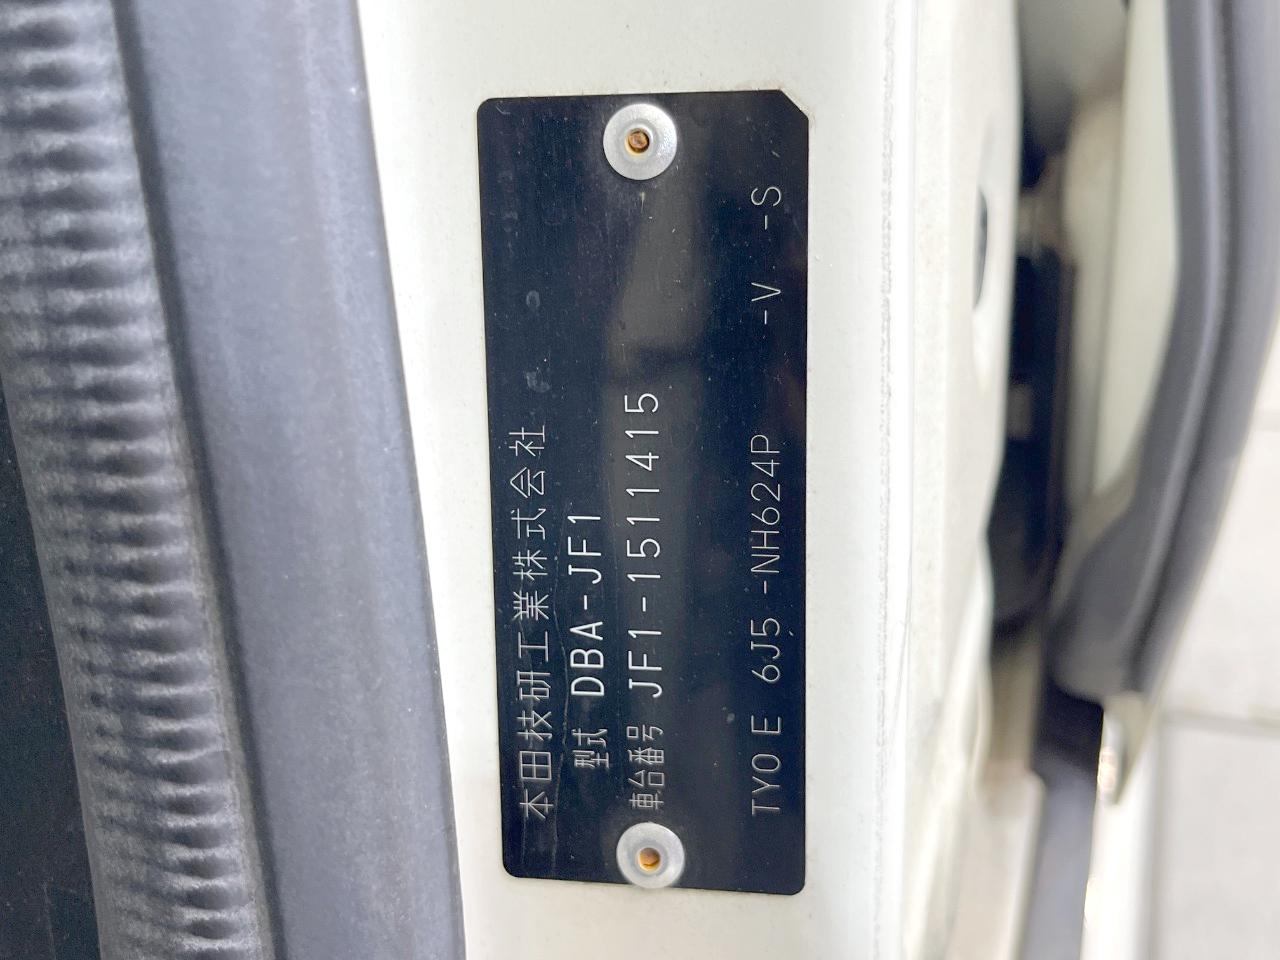 本田技研工業株式会社
型式 DBA-JF1
車台番号 JF1-1511415
TY0 E 6J5 -NH624P -V -S